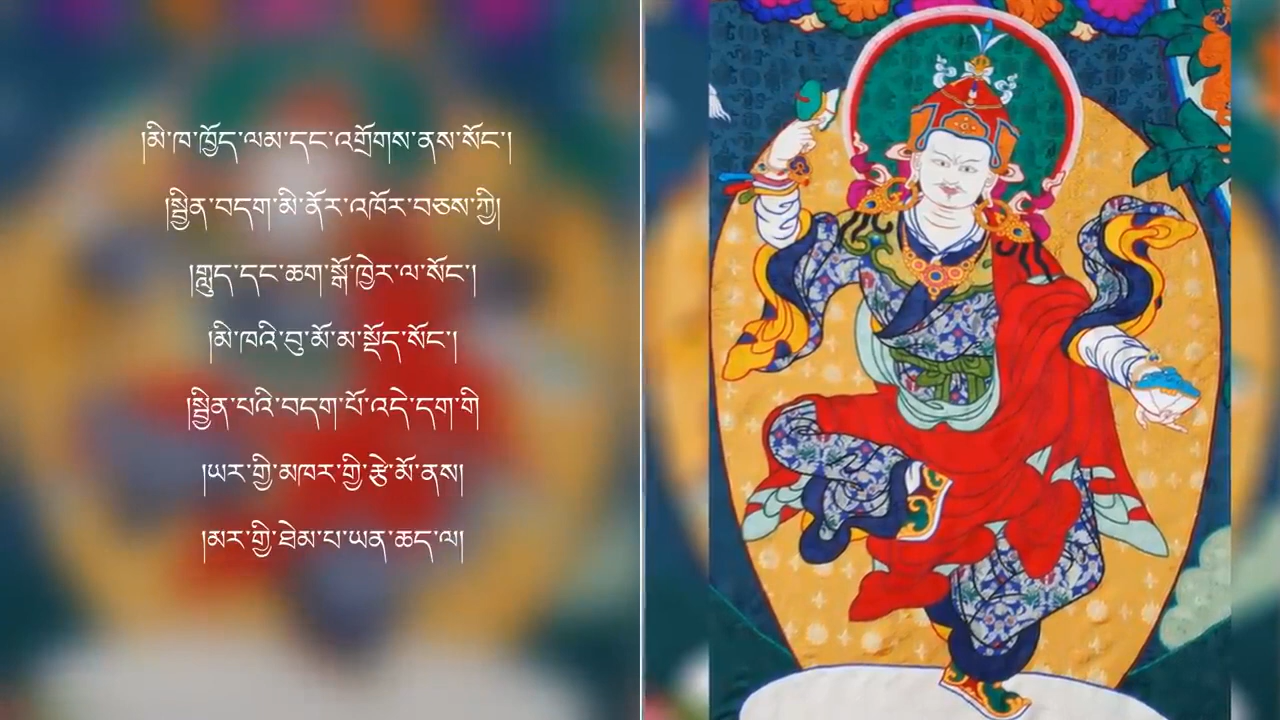 །མི་ཁ་ཁྱོད་ལམ་དང་འགྲོགས་ནས་སོང་།
།སྦྱིན་བདག་མི་ནོར་འཁོར་བཅས་ཀྱི།
།གླུད་དང་ཆག་སྒོ་ཁྱེར་ལ་སོང་།
།མི་ཁའི་བུ་མོ་མ་སྡོད་སོང་།
།སྦྱིན་པའི་བདག་པོ་འདེ་དག་གི
།ཡར་གྱི་མཁར་གྱི་རྩེ་མོ་ནས།
།མར་གྱི་ཐེམ་པ་ཡན་ཆད་ལ།